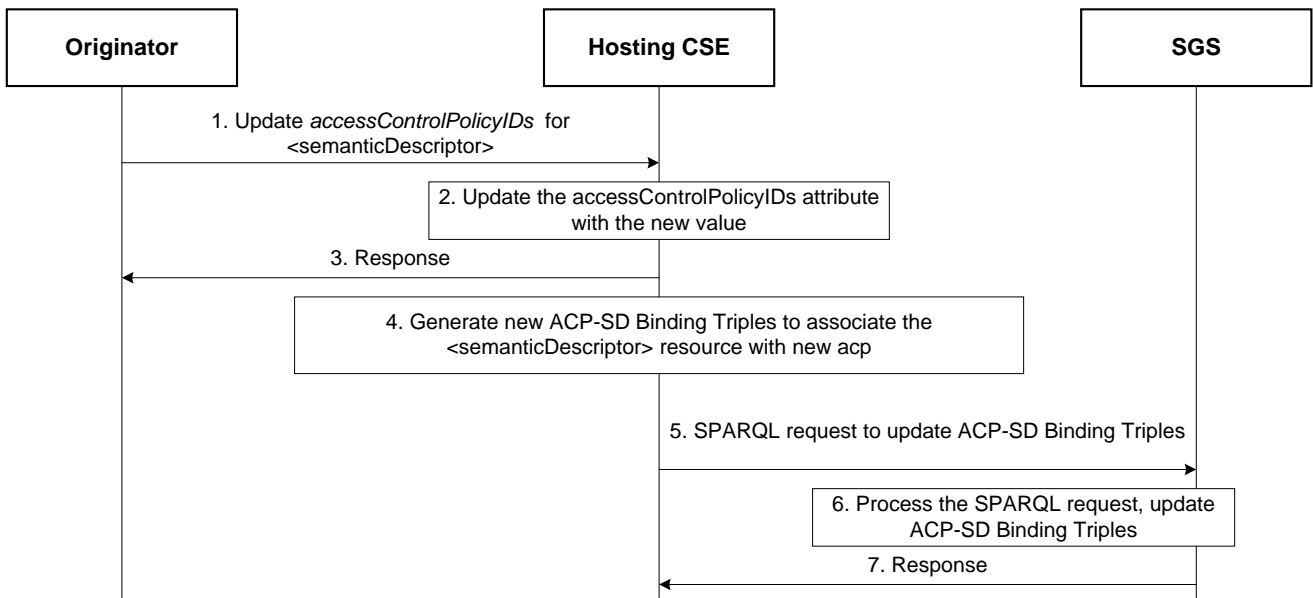 Originator
Hosting CSE
SGS
1. Update accessControlPolicyIDs for
<semanticDescriptor>
2. Update the accessControlPolicyIDs attribute
with the new value
3. Response
4. Generate new ACP-SD Binding Triples to associate the
<semanticDescriptor> resource with new acp
5. SPARQL request to update ACP-SD Binding Triples
6. Process the SPARQL request, update
ACP-SD Binding Triples
7. Response